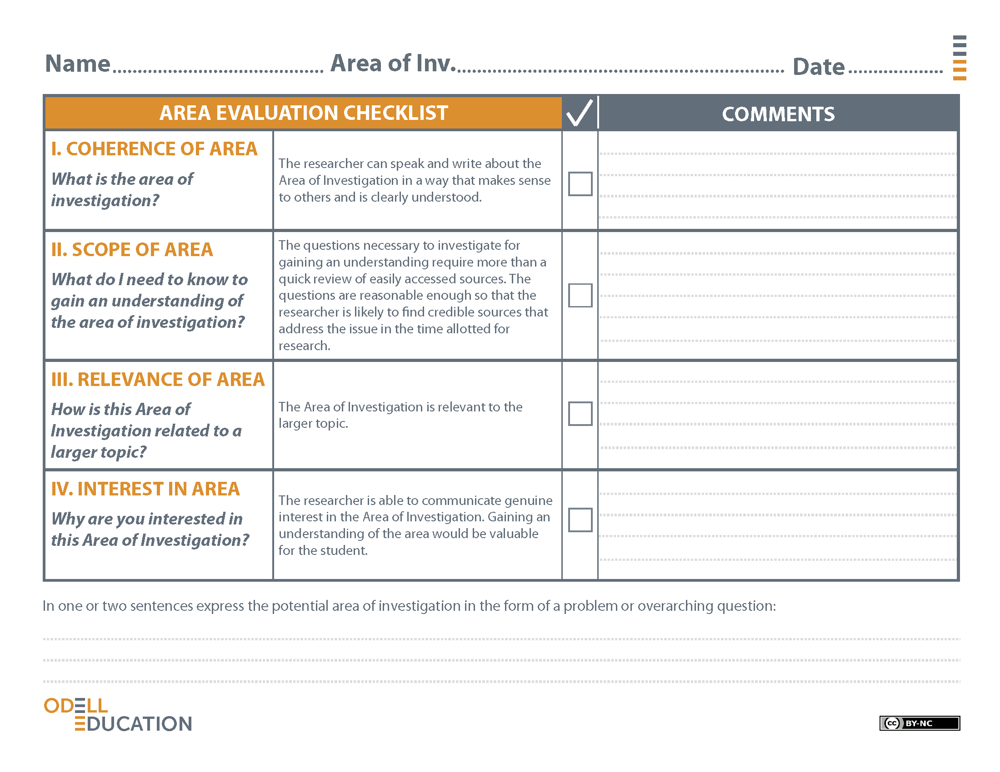 Name Area of Inv. Date
AREA EVALUATION CHECKLIST ✓ COMMENTS
I. COHERENCE OF AREA
What is the area of
investigation?
The researcher can speak and write about the
Area of Investigation in a way that makes sense
to others and is clearly understood.
II. SCOPE OF AREA
What do I need to know to
gain an understanding of
the area of investigation?
The questions necessary to investigate for
gaining an understanding require more than a
quick review of easily accessed sources. The
questions are reasonable enough so that the
researcher is likely to find credible sources that
address the issue in the time allotted for
research.
III. RELEVANCE OF AREA
How is this Area of
Investigation related to a
larger topic?
The Area of Investigation is relevant to the
larger topic.
IV. INTEREST IN AREA
Why are you interested in
this Area of Investigation?
The researcher is able to communicate genuine
interest in the Area of Investigation. Gaining an
understanding of the area would be valuable
for the student.
In one or two sentences express the potential area of investigation in the form of a problem or overarching question:
ODELL
EDUCATION
cc BY-NC